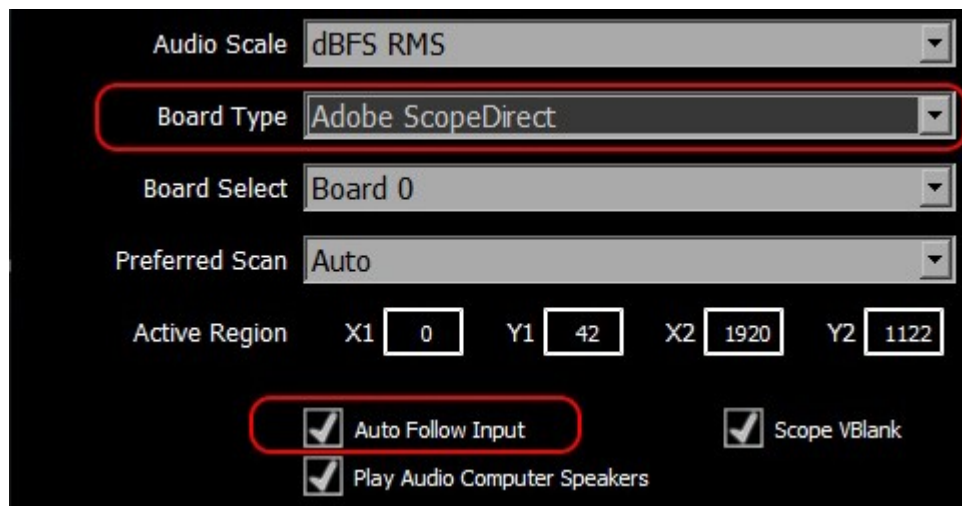 Audio Scale dBFS RMS
Board Type Adobe ScopeDirect
Board Select Board 0
Preferred Scan Auto
Active Region X1 0 Y1 42 X2 1920 Y2 1122
Auto Follow Input Scope VBlank
Play Audio Computer Speakers